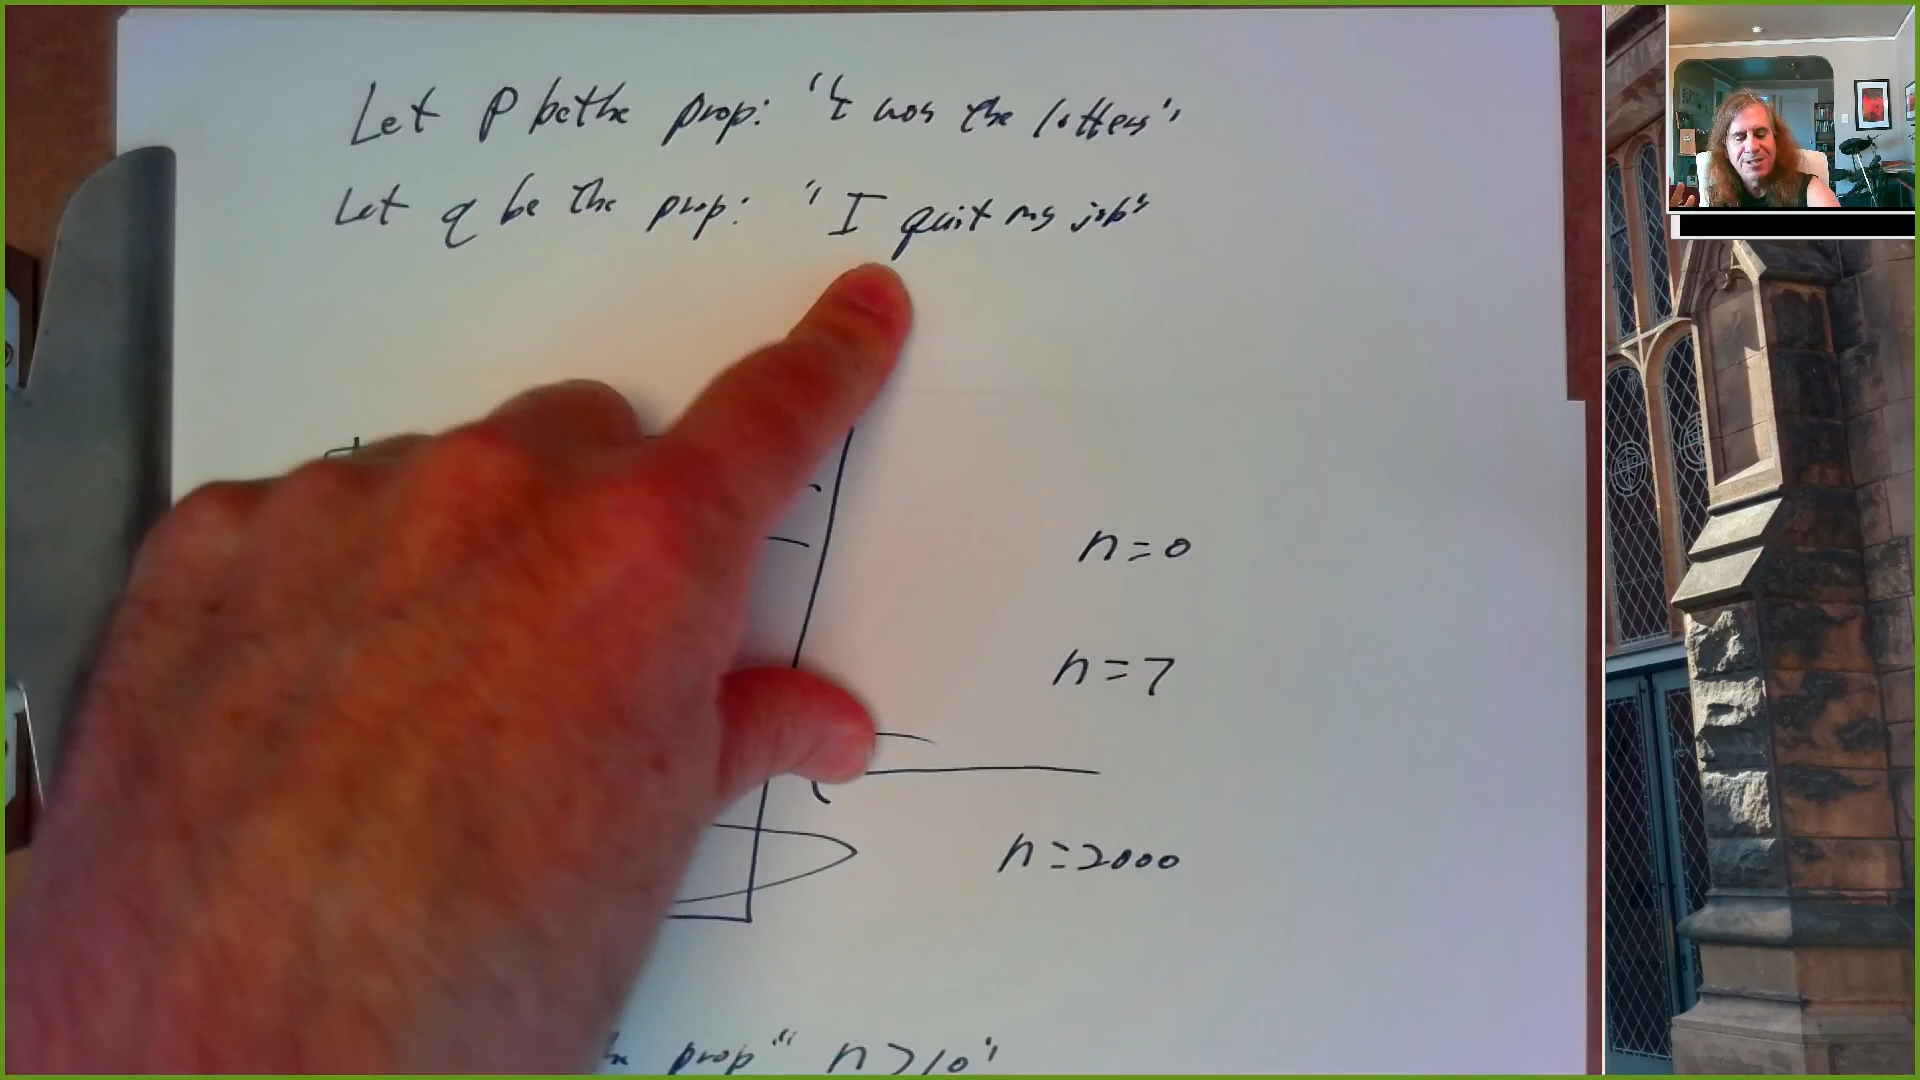 Let P be the prop: "I won the lottery"
Let q be the prop: "I quit my job"
n=0
n=7
n=2000
prop "n>10"